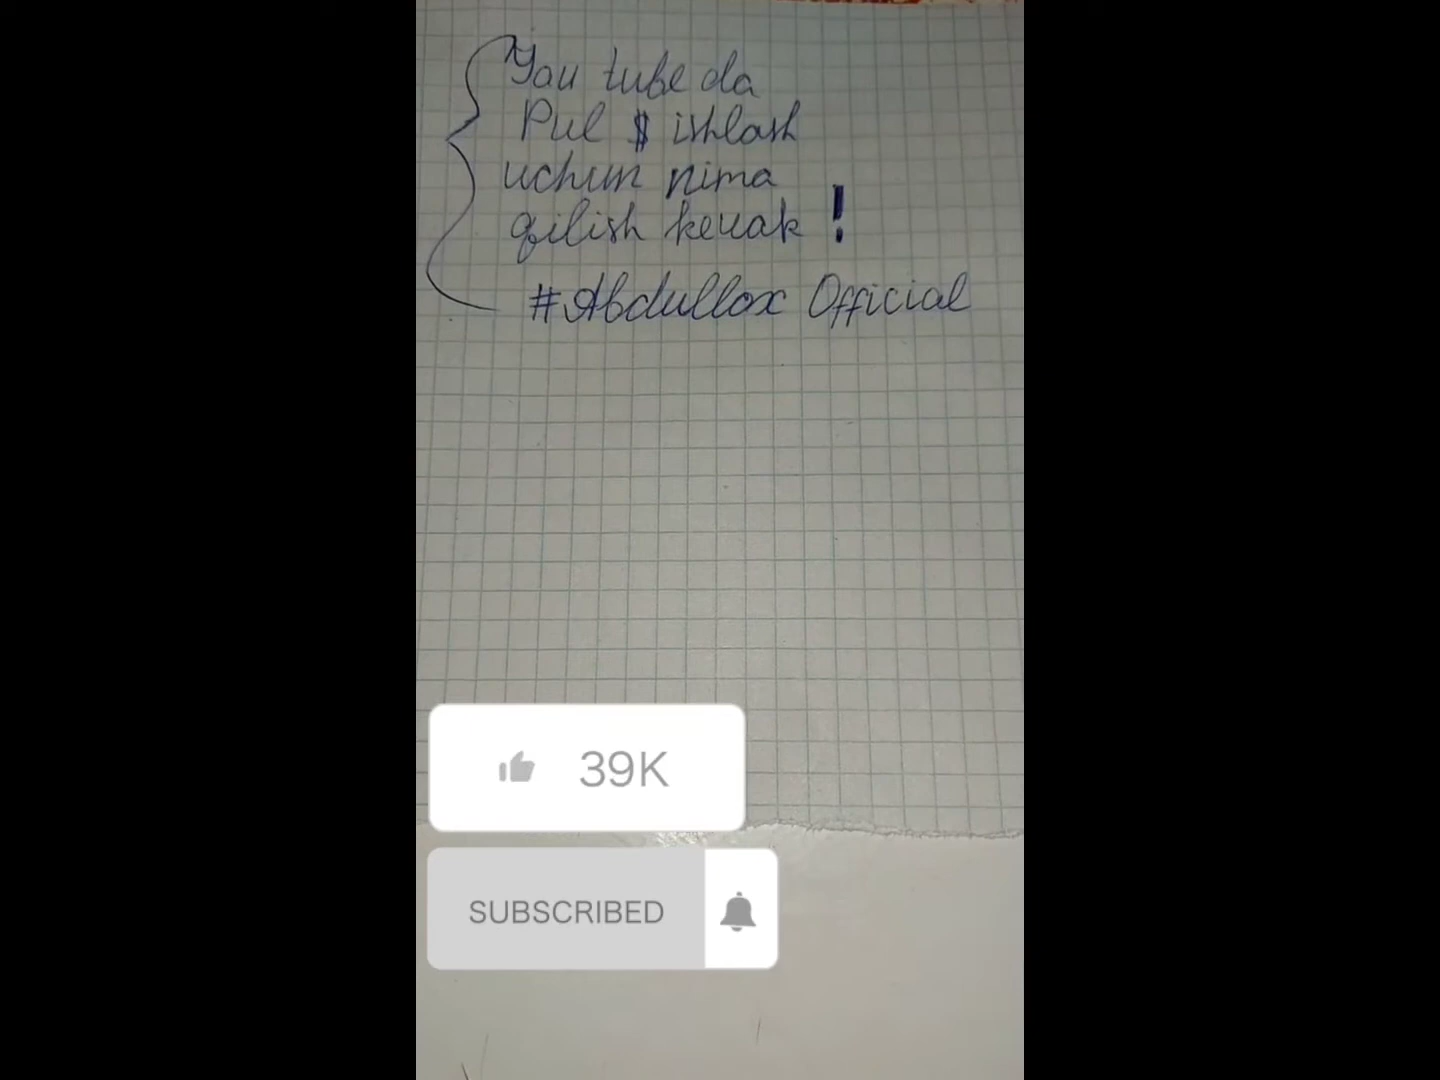 You tube da
Pul $ ishlash
uchun nima
qilish kerak !
#Abdullox Official
39K
SUBSCRIBED